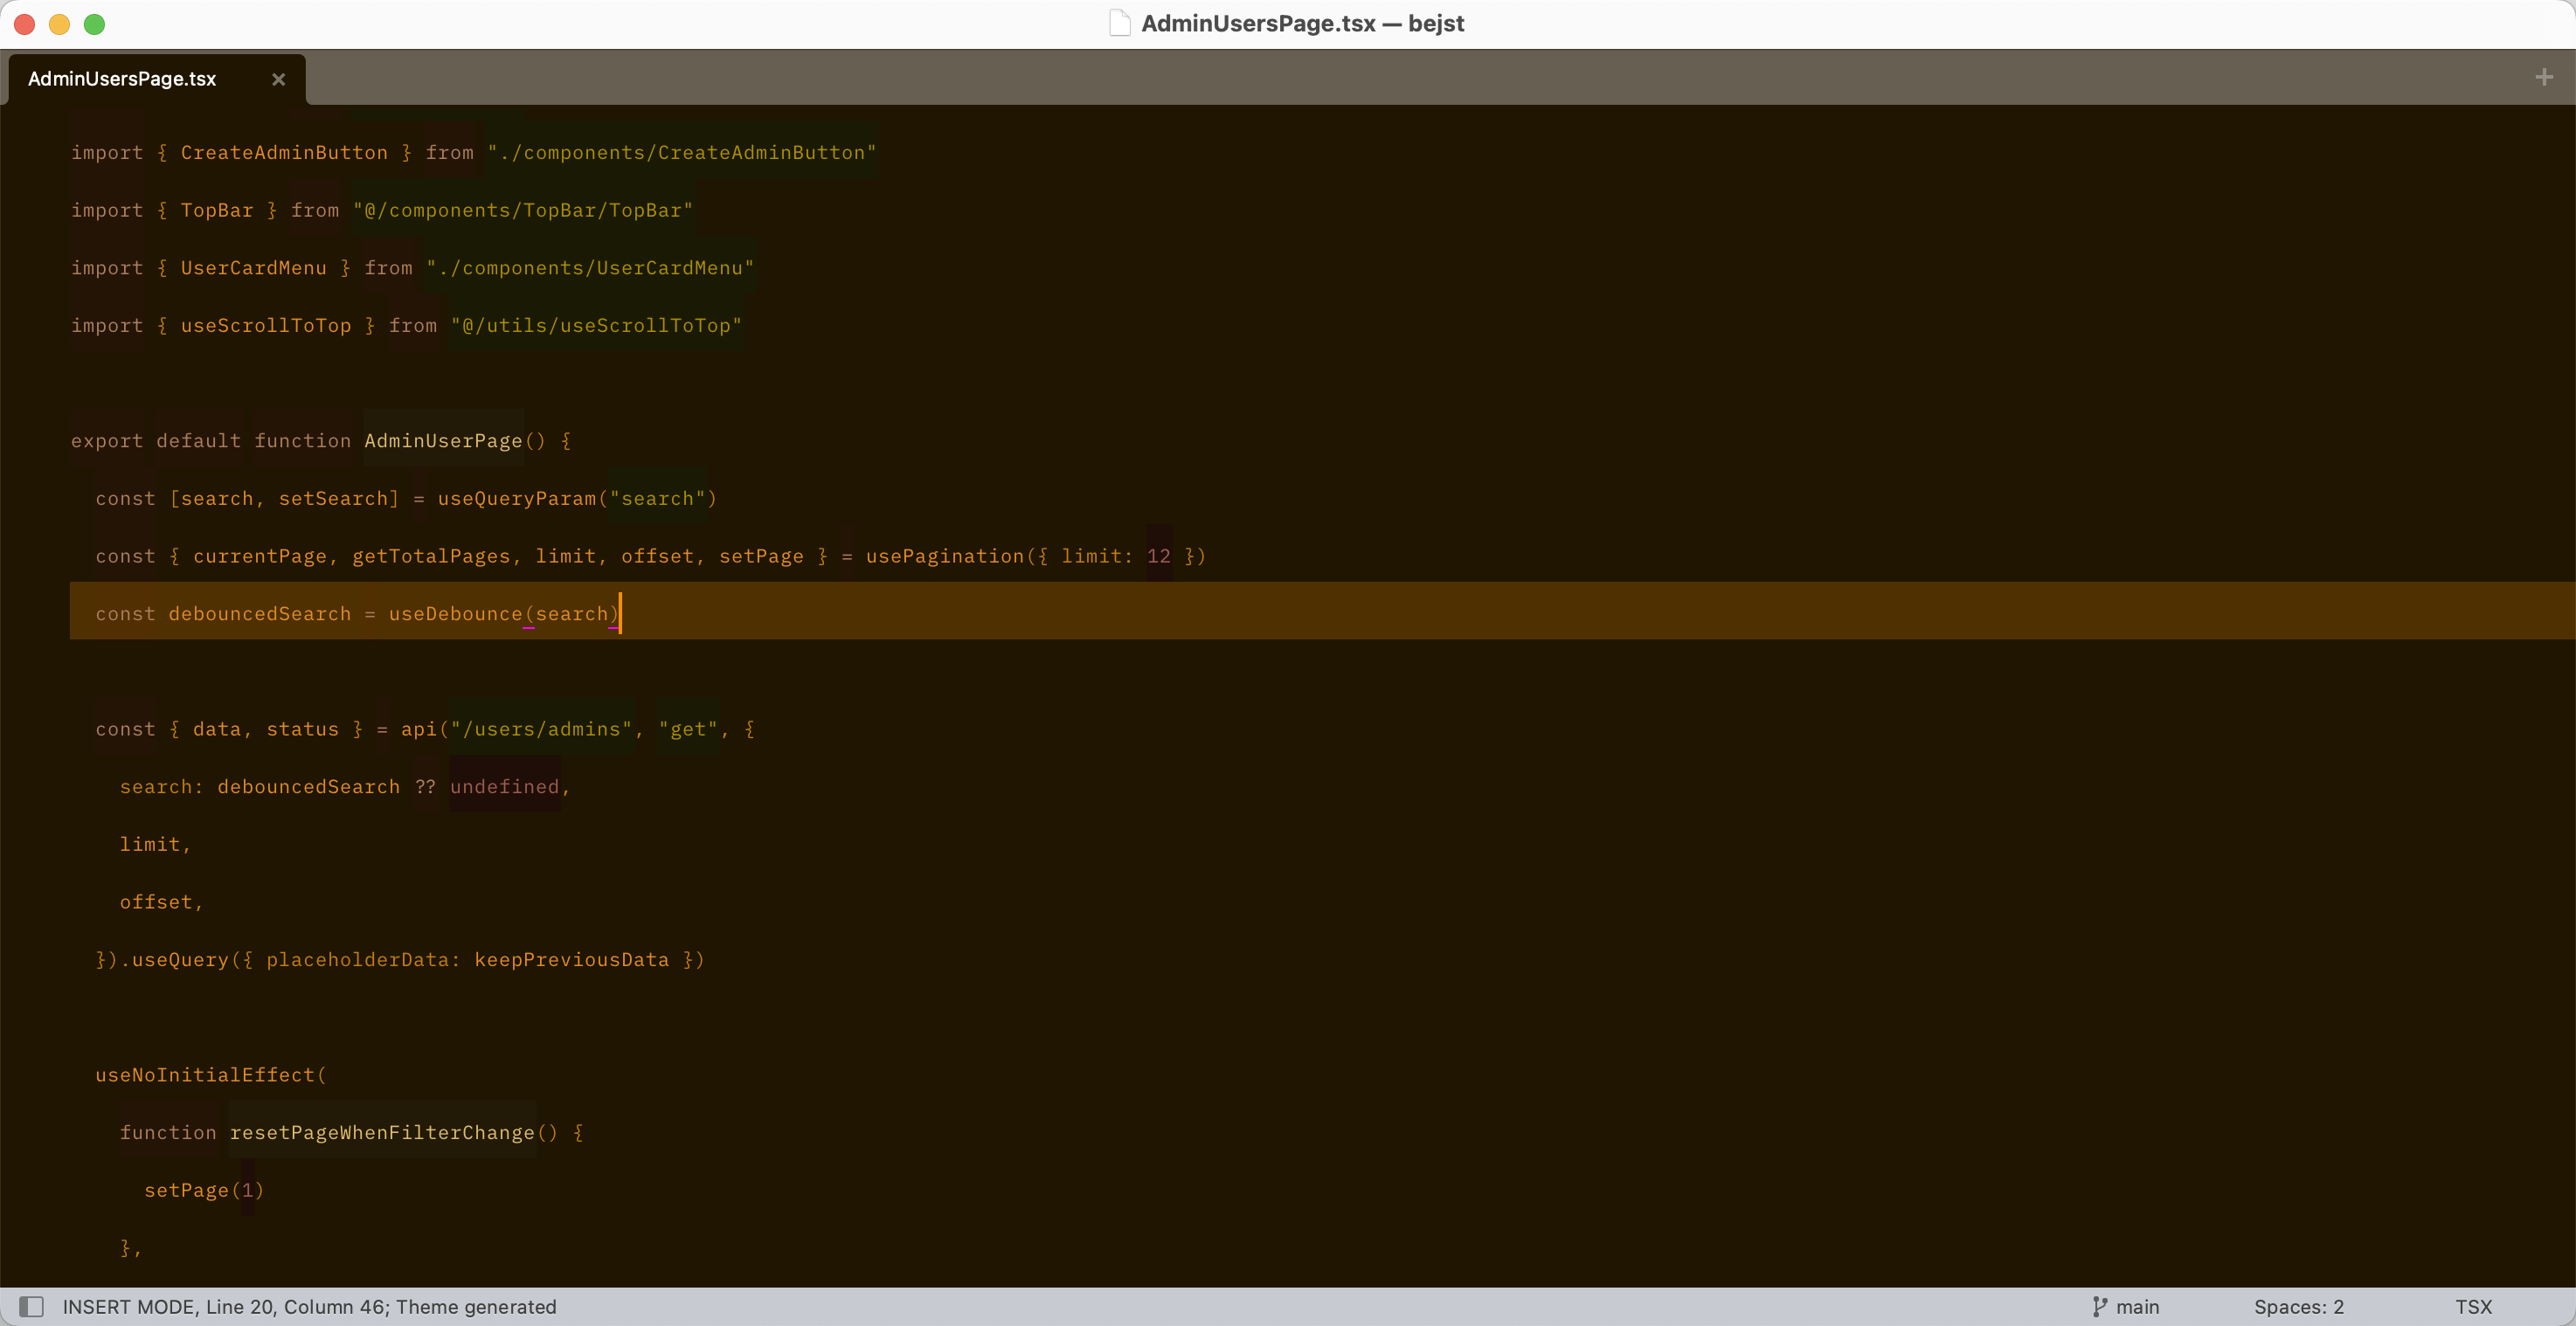 AdminUsersPage.tsx — bejst
AdminUsersPage.tsx × +
import { CreateAdminButton } from "./components/CreateAdminButton"
import { TopBar } from "@/components/TopBar/TopBar"
import { UserCardMenu } from "./components/UserCardMenu"
import { useScrollToTop } from "@/utils/useScrollToTop"
export default function AdminUserPage() {
const [search, setSearch] = useQueryParam("search")
const { currentPage, getTotalPages, limit, offset, setPage } = usePagination({ limit: 12 })
const debouncedSearch = useDebounce(search)
const { data, status } = api("/users/admins", "get", {
search: debouncedSearch ?? undefined,
limit,
offset,
}).useQuery({ placeholderData: keepPreviousData })
useNoInitialEffect(
function resetPageWhenFilterChange() {
setPage(1)
},
INSERT MODE, Line 20, Column 46; Theme generated main Spaces: 2 TSX